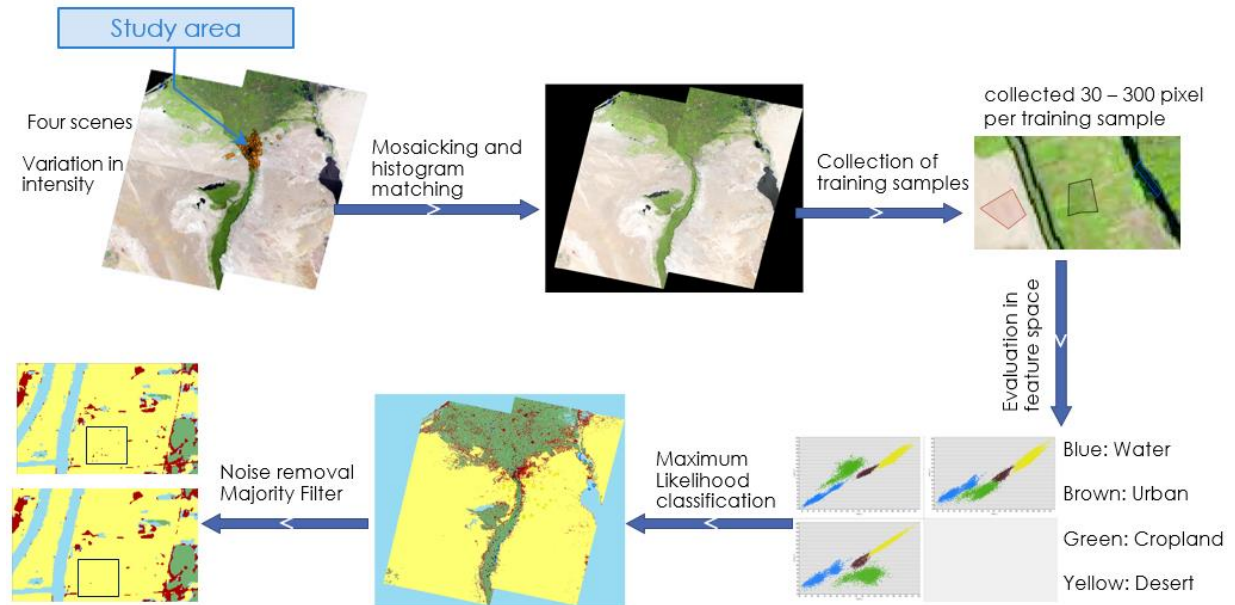 Study area
Four scenes
Variation in
intensity
Mosaicking and
histogram
matching
Collection of
training samples
collected 30 – 300 pixel
per training sample
Evaluation in
feature space
Blue: Water
Brown: Urban
Green: Cropland
Yellow: Desert
Maximum
Likelihood
classification
Noise removal
Majority Filter